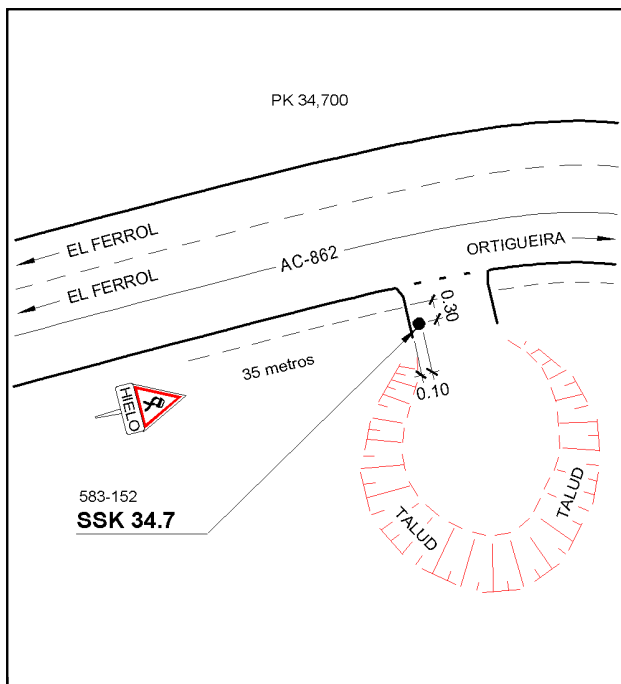 PK 34,700
EL FERROL
EL FERROL
AC-862
ORTIGUEIRA
0.30
35 metros
0.10
HIELO
583-152
SSK 34.7
TALUD
TALUD